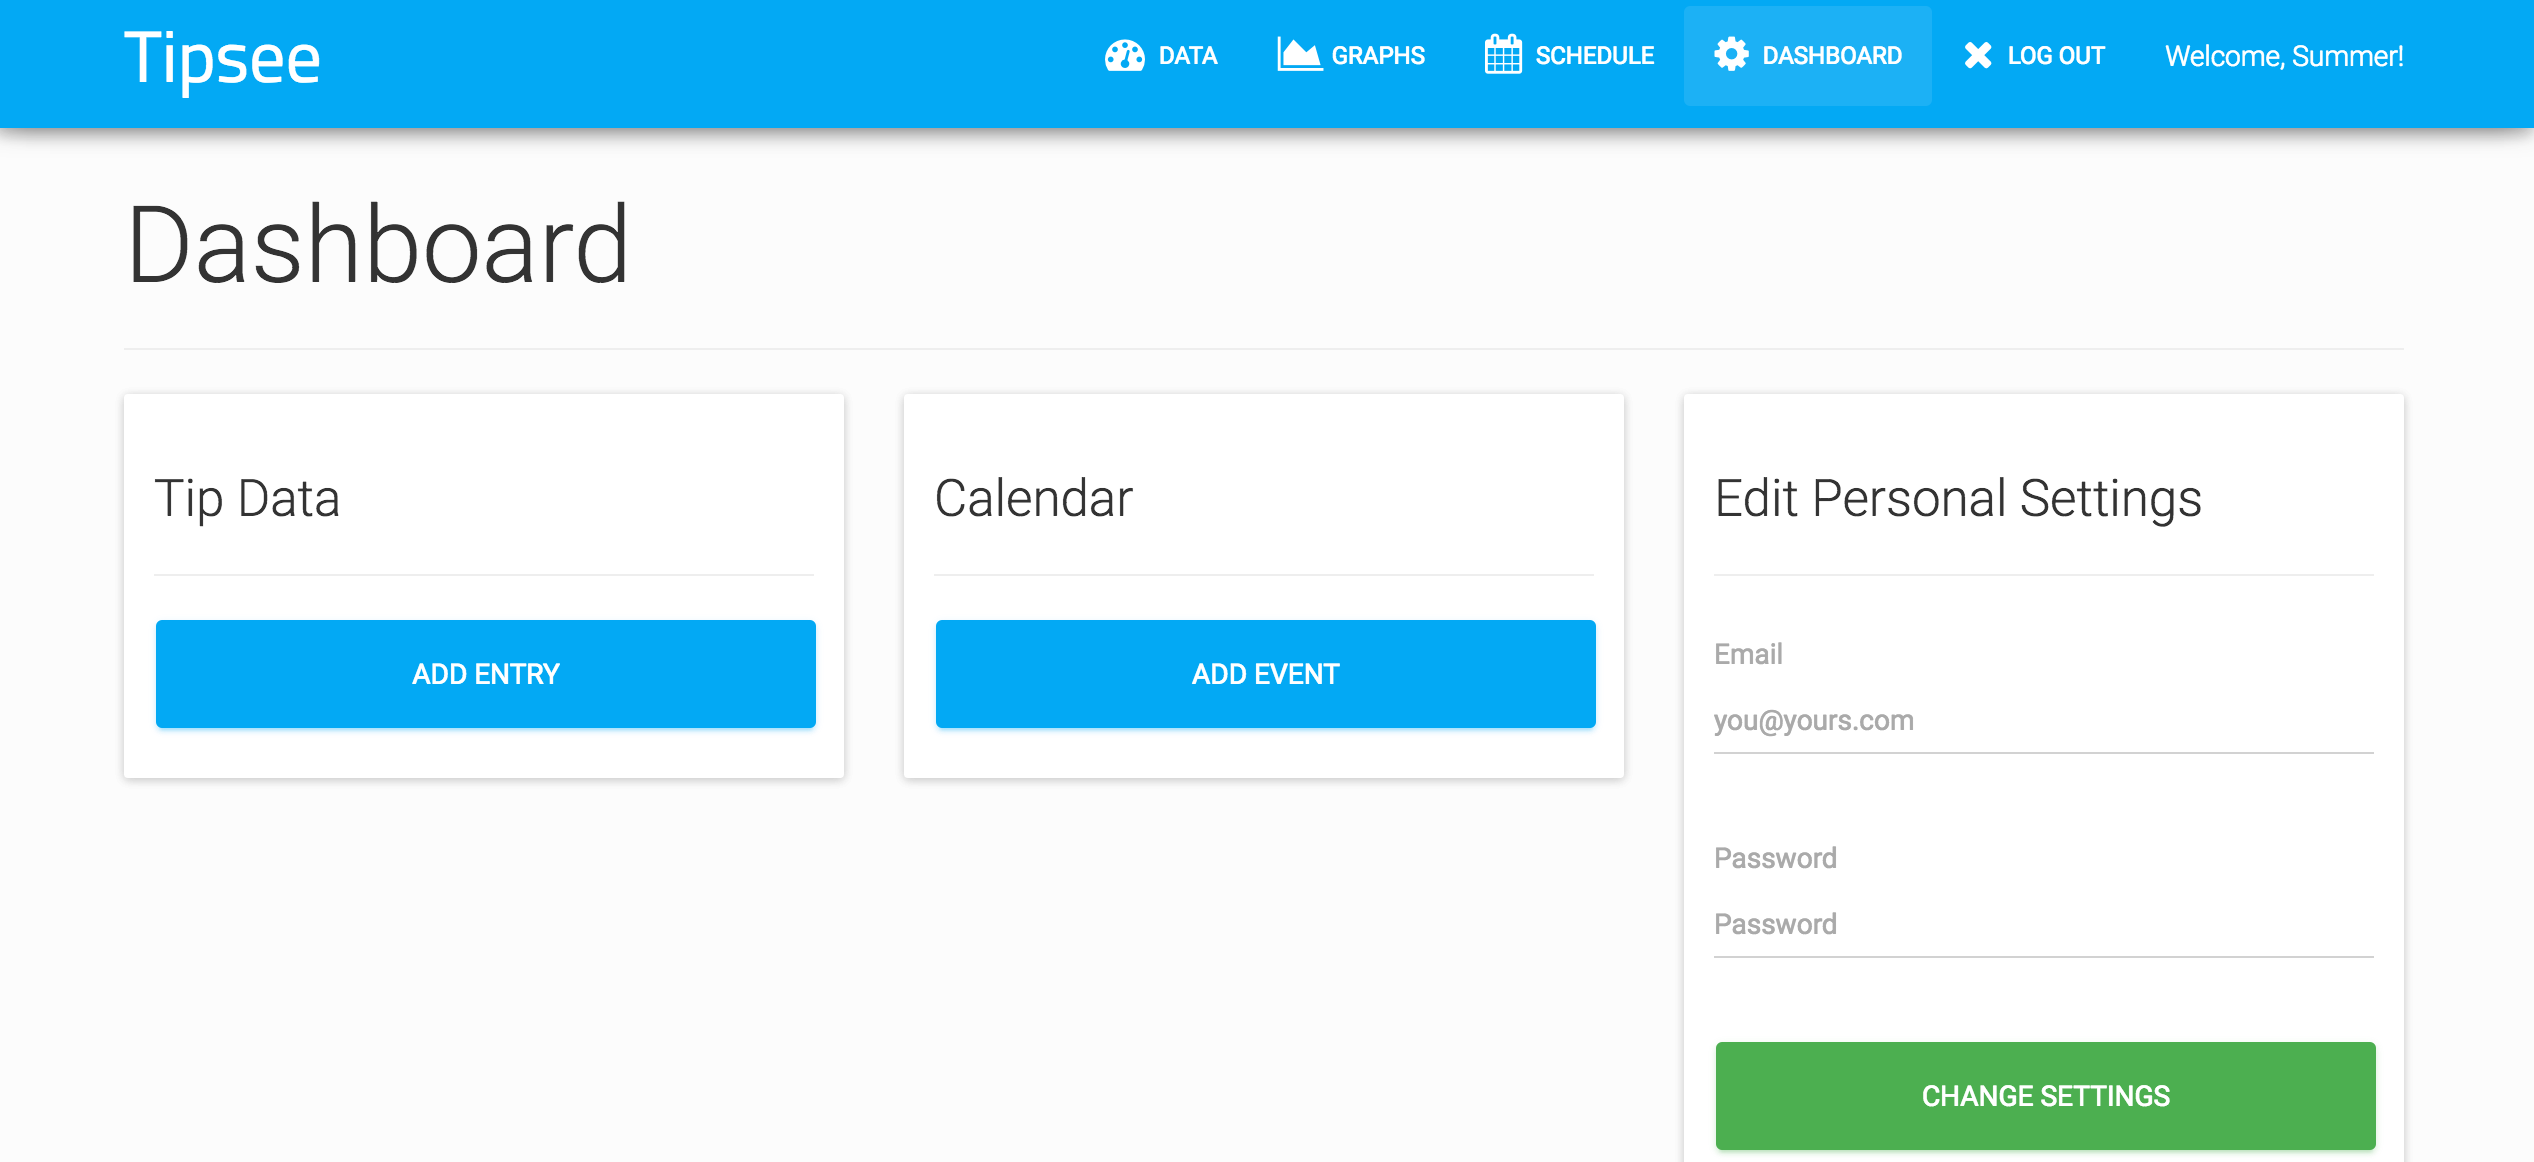 Tipsee
DATA
GRAPHS
SCHEDULE
DASHBOARD
LOG OUT
Welcome, Summer!
Dashboard
Tip Data
ADD ENTRY
Calendar
ADD EVENT
Edit Personal Settings
Email
you@yours.com
Password
Password
CHANGE SETTINGS